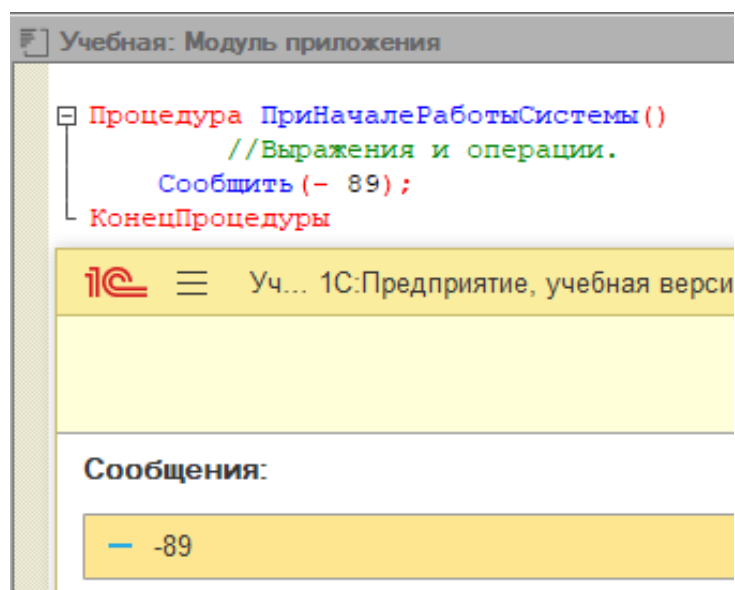 Учебная: Модуль приложения
Процедура ПриНачалеРаботыСистемы()
//Выражения и операции.
Сообщить(- 89);
КонецПроцедуры
1С Уч... 1С:Предприятие, учебная верси
Сообщения:
– -89